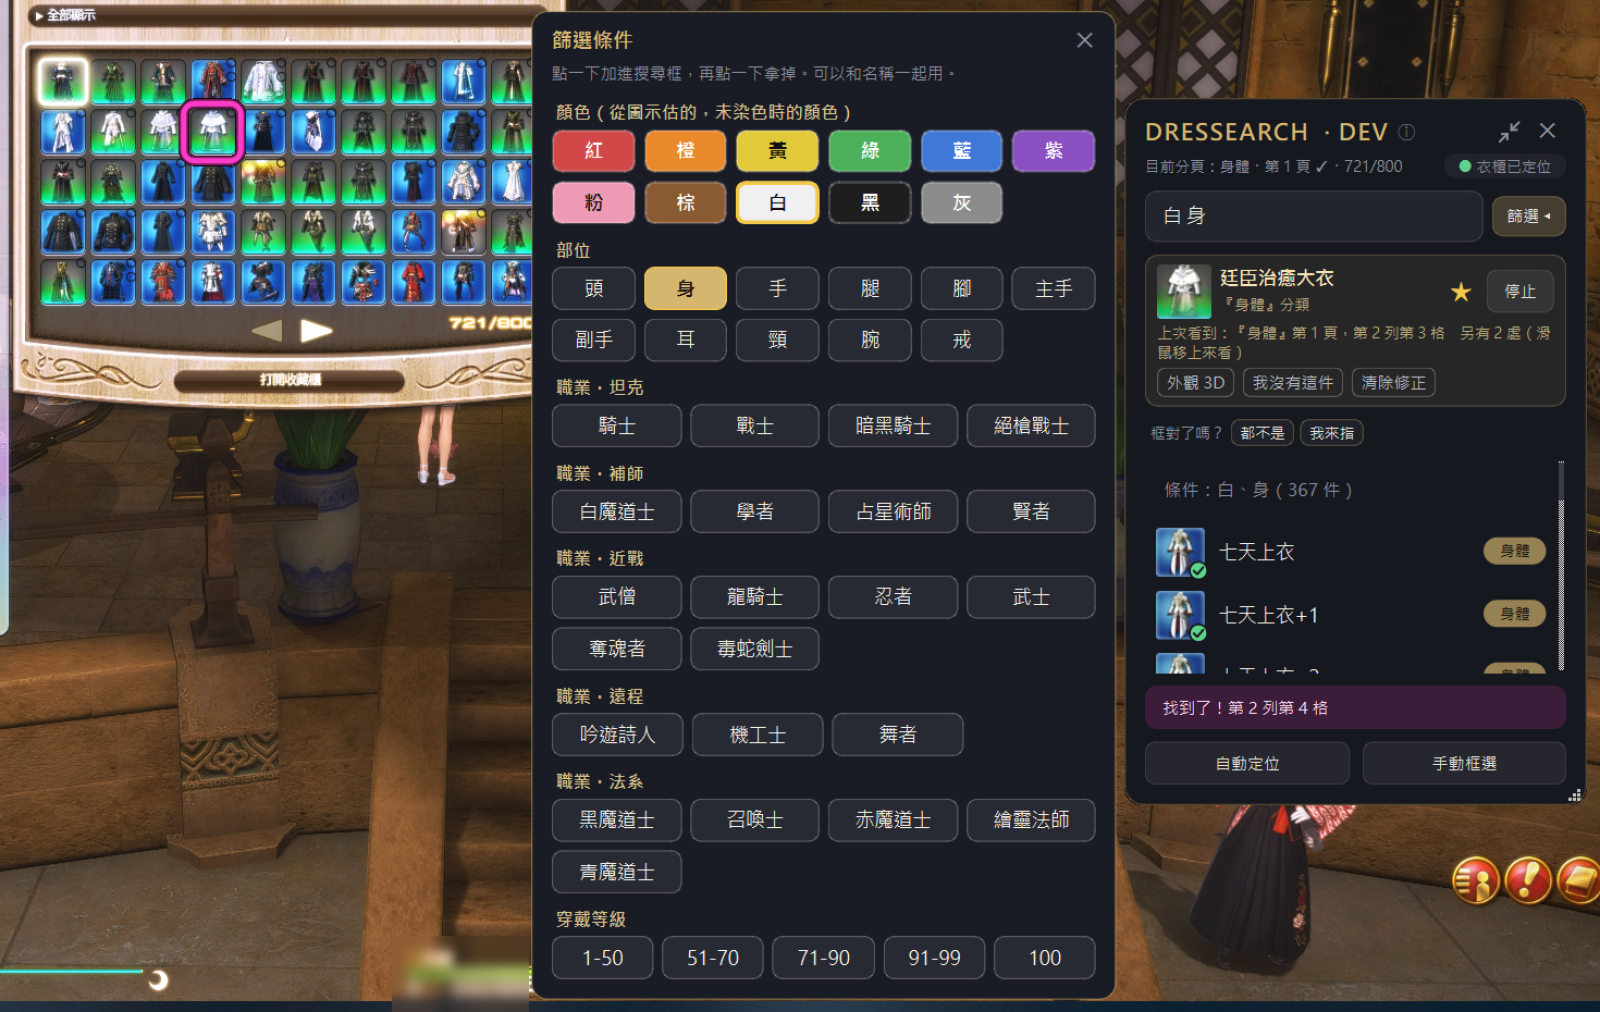 全部顯示
721/800
打開收藏櫃
篩選條件
點一下加進搜尋框，再點一下拿掉。可以和名稱一起用。
顏色（從圖示估的，未染色時的顏色）
紅 橙 黃 綠 藍 紫
粉 棕 白 黑 灰
部位
頭 身 手 腿 腳 主手
副手 耳 頸 腕 戒
職業・坦克
騎士 戰士 暗黑騎士 絕槍戰士
職業・補師
白魔道士 學者 占星術師 賢者
職業・近戰
武僧 龍騎士 忍者 武士
奪魂者 毒蛇劍士
職業・遠程
吟遊詩人 機工士 舞者
職業・法系
黑魔道士 召喚士 赤魔道士 繪靈法師
青魔道士
穿戴等級
1-50 51-70 71-90 91-99 100
DRESSEARCH · DEV
目前分頁：身體 · 第 1 頁 ✓ · 721/800 衣櫃已定位
白 身 篩選
廷臣治癒大衣
『身體』分類
停止
上次看到：『身體』第 1 頁，第 2 列第 3 格 另有 2 處（滑
鼠移上來看）
外觀 3D 我沒有這件 清除修正
框對了嗎？ 都不是 我來指
條件：白、身（367 件）
七天上衣 身體
七天上衣+1 身體
找到了！第 2 列第 4 格
自動定位 手動框選